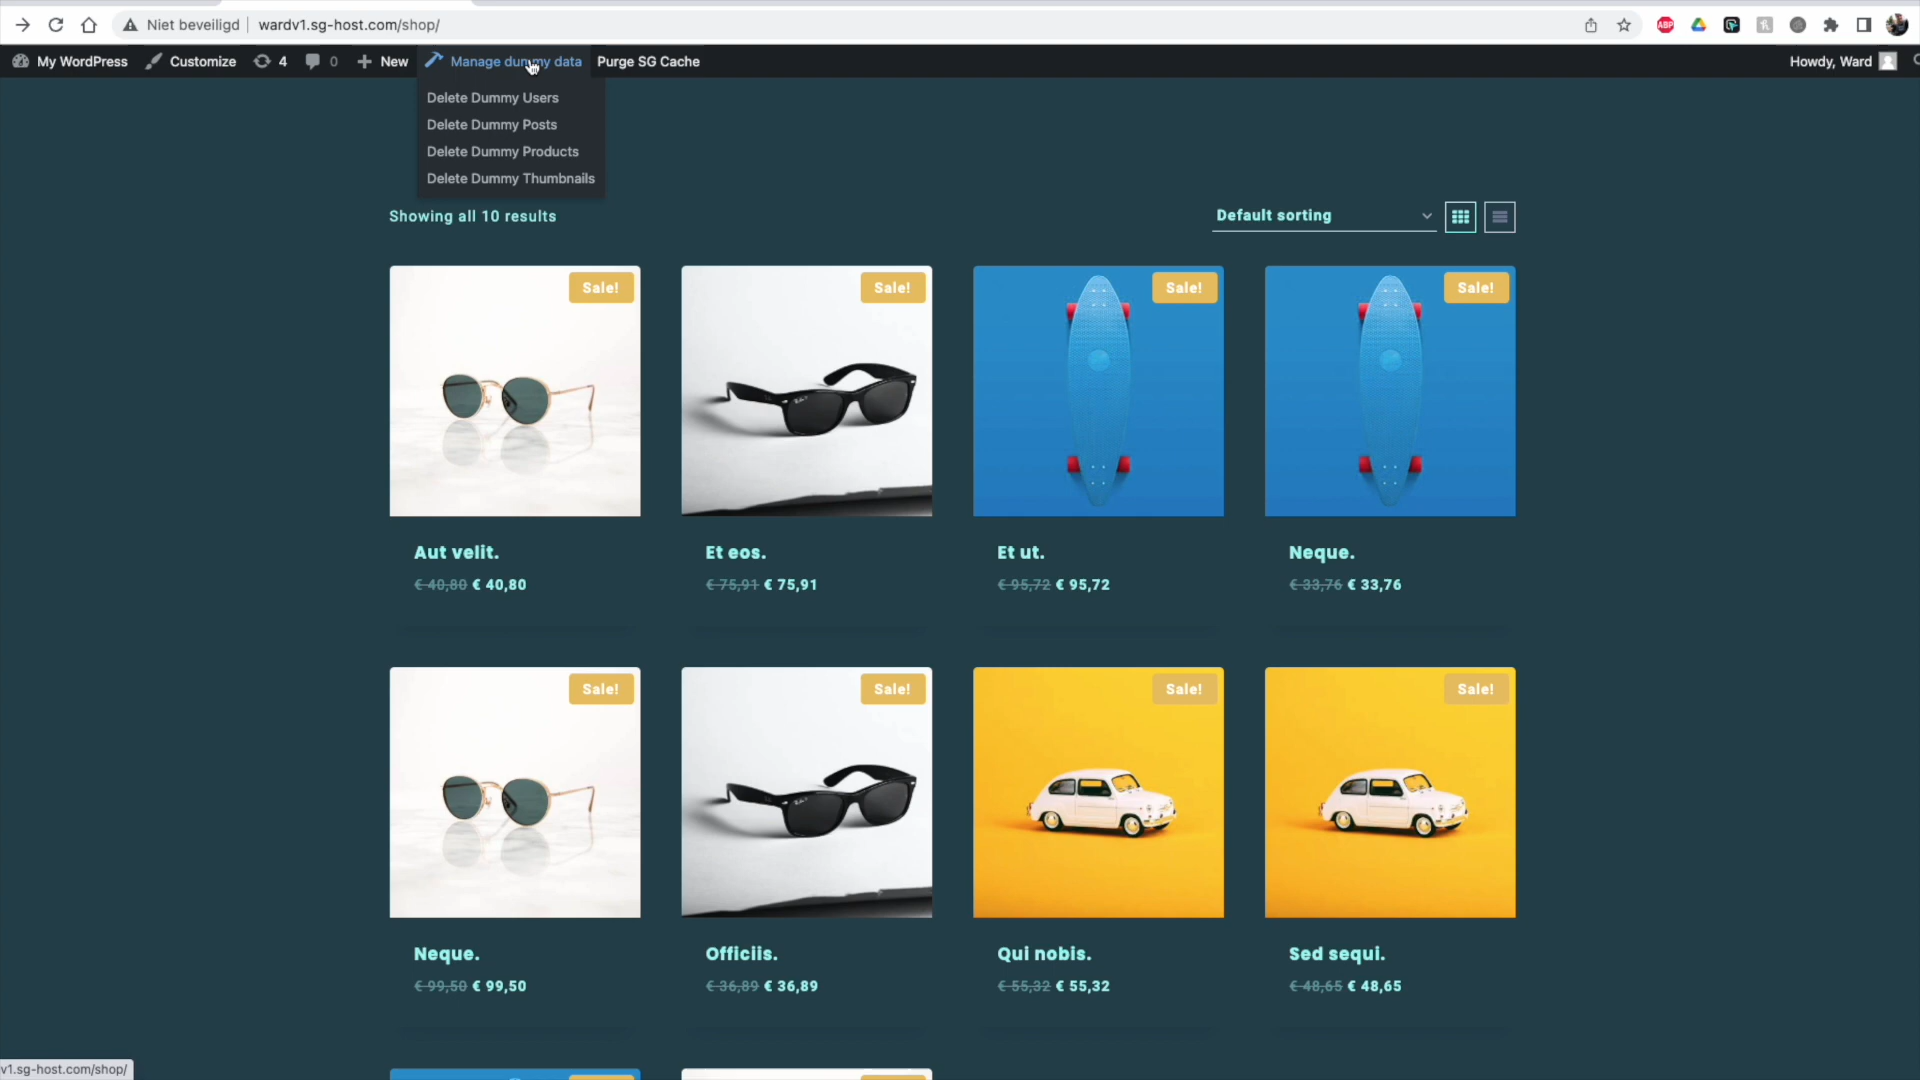 Niet beveiligd wardv1.sg-host.com/shop/
ABP
My WordPress Customize 4 0 New Manage dummy data Purge SG Cache Howdy, Ward
Delete Dummy Users
Delete Dummy Posts
Delete Dummy Products
Delete Dummy Thumbnails
Showing all 10 results Default sorting
Sale! Sale! Sale! Sale!
Aut velit. Et eos. Et ut. Neque.
€ 40,80 € 40,80 € 75,91 € 75,91 € 95,72 € 95,72 € 33,76 € 33,76
Sale! Sale! Sale! Sale!
Neque. Officiis. Qui nobis. Sed sequi.
€ 99,50 € 99,50 € 36,89 € 36,89 € 55,32 € 55,32 € 48,65 € 48,65
v1.sg-host.com/shop/